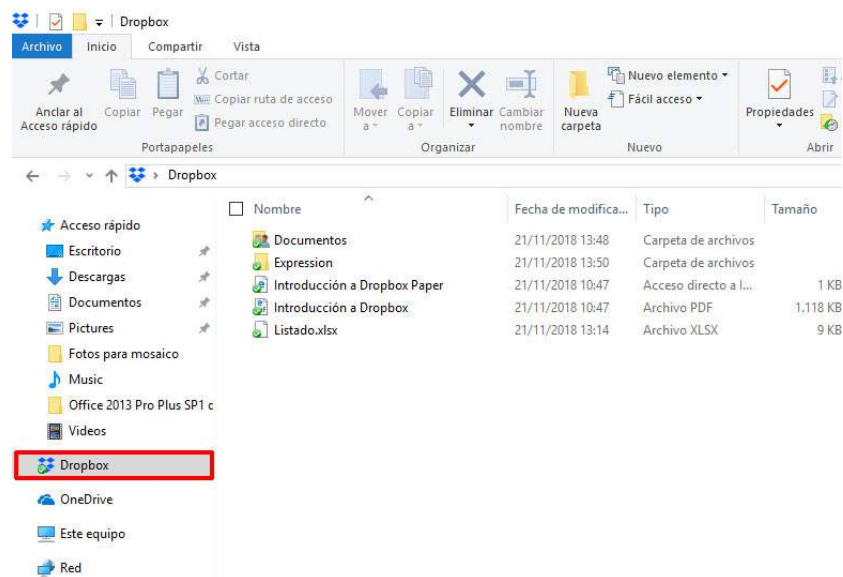 Dropbox
Archivo Inicio Compartir Vista
Anclar al Acceso rápido
Copiar
Pegar
Cortar
Copiar ruta de acceso
Pegar acceso directo
Portapapeles
Mover a
Copiar a
Eliminar
Cambiar nombre
Organizar
Nueva carpeta
Nuevo elemento
Fácil acceso
Nuevo
Propiedades
Abrir
Dropbox
Nombre Fecha de modifica... Tipo Tamaño
Documentos 21/11/2018 13:48 Carpeta de archivos
Expression 21/11/2018 13:50 Carpeta de archivos
Introducción a Dropbox Paper 21/11/2018 10:47 Acceso directo a I... 1 KB
Introducción a Dropbox 21/11/2018 10:47 Archivo PDF 1.118 KB
Listado.xlsx 21/11/2018 13:14 Archivo XLSX 9 KB
Acceso rápido
Escritorio
Descargas
Documentos
Pictures
Fotos para mosaico
Music
Office 2013 Pro Plus SP1 c
Videos
Dropbox
OneDrive
Este equipo
Red